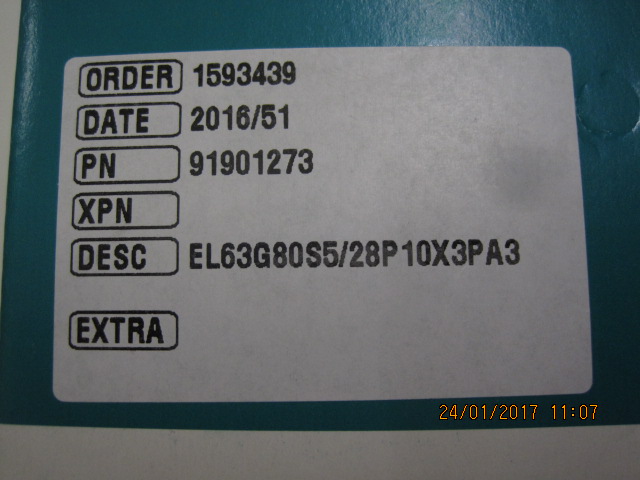 ORDER 1593439
DATE 2016/51
PN 91901273
XPN
DESC EL63G80S5/28P10X3PA3
EXTRA
24/01/2017 11:07